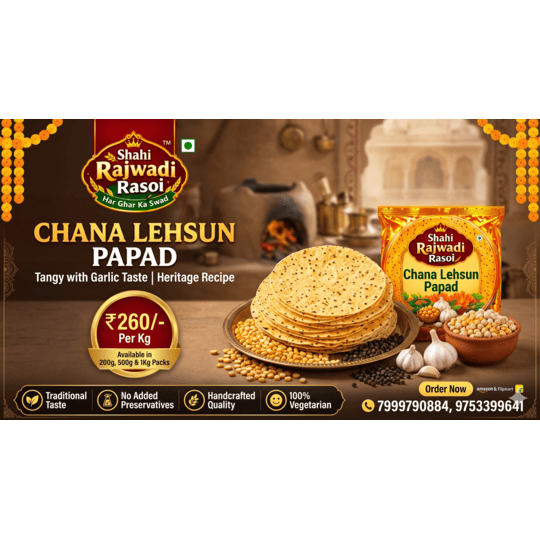 Shahi
Rajwadi
Rasoi
TM
Har Ghar Ka Swad
CHANA LEHSUN
PAPAD
Tangy with Garlic Taste | Heritage Recipe
₹260/-
Per Kg
Available in
200g, 500g & 1Kg Packs
Shahi
Rajwadi
Rasoi
Chana Lehsun
Papad
Traditional
Taste
No Added
Preservatives
Handcrafted
Quality
100%
Vegetarian
Order Now
amazon & Flipkart
7999790884, 9753399641